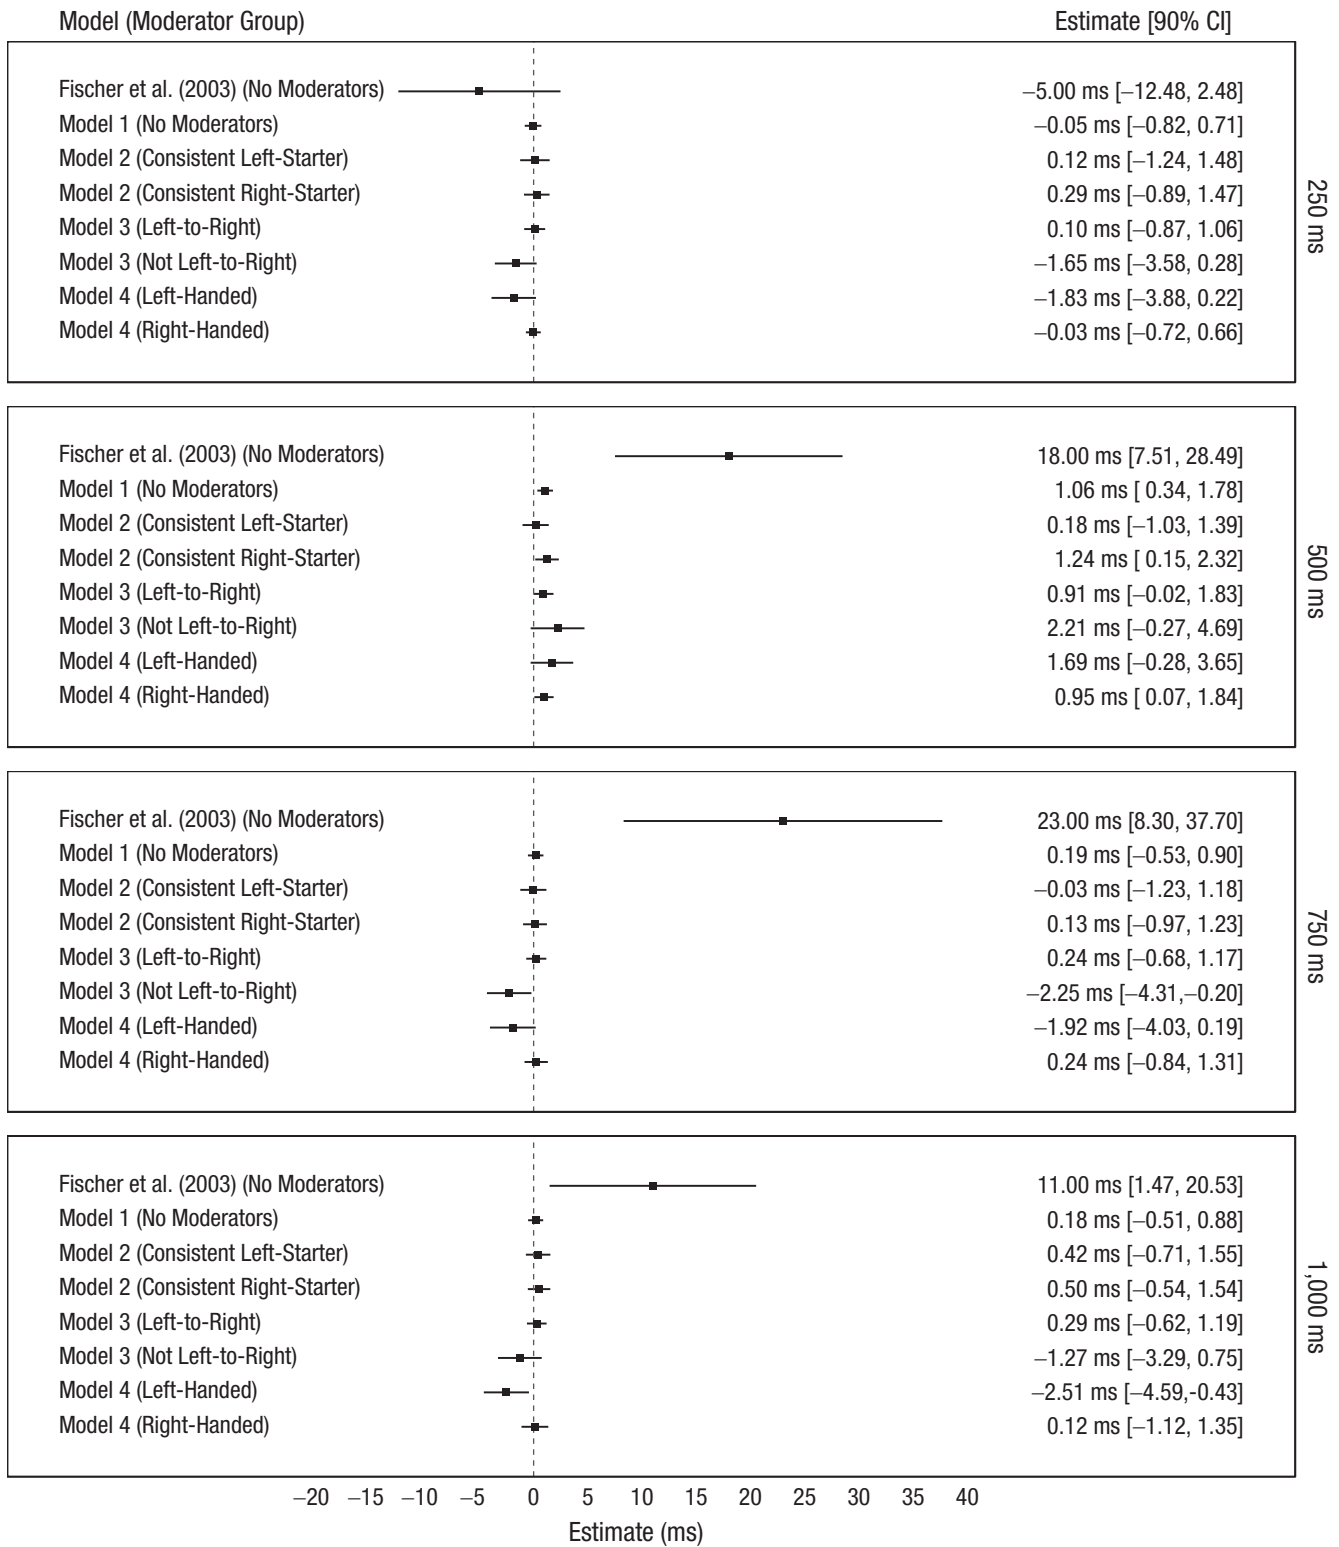 Model (Moderator Group) Estimate [90% CI]
Fischer et al. (2003) (No Moderators) –5.00 ms [–12.48, 2.48]
Model 1 (No Moderators) –0.05 ms [–0.82, 0.71]
Model 2 (Consistent Left-Starter) 0.12 ms [–1.24, 1.48]
Model 2 (Consistent Right-Starter) 0.29 ms [–0.89, 1.47]
Model 3 (Left-to-Right) 0.10 ms [–0.87, 1.06]
Model 3 (Not Left-to-Right) –1.65 ms [–3.58, 0.28]
Model 4 (Left-Handed) –1.83 ms [–3.88, 0.22]
Model 4 (Right-Handed) –0.03 ms [–0.72, 0.66]
250 ms
Fischer et al. (2003) (No Moderators) 18.00 ms [7.51, 28.49]
Model 1 (No Moderators) 1.06 ms [ 0.34, 1.78]
Model 2 (Consistent Left-Starter) 0.18 ms [–1.03, 1.39]
Model 2 (Consistent Right-Starter) 1.24 ms [ 0.15, 2.32]
Model 3 (Left-to-Right) 0.91 ms [–0.02, 1.83]
Model 3 (Not Left-to-Right) 2.21 ms [–0.27, 4.69]
Model 4 (Left-Handed) 1.69 ms [–0.28, 3.65]
Model 4 (Right-Handed) 0.95 ms [ 0.07, 1.84]
500 ms
Fischer et al. (2003) (No Moderators) 23.00 ms [8.30, 37.70]
Model 1 (No Moderators) 0.19 ms [–0.53, 0.90]
Model 2 (Consistent Left-Starter) –0.03 ms [–1.23, 1.18]
Model 2 (Consistent Right-Starter) 0.13 ms [–0.97, 1.23]
Model 3 (Left-to-Right) 0.24 ms [–0.68, 1.17]
Model 3 (Not Left-to-Right) –2.25 ms [–4.31,–0.20]
Model 4 (Left-Handed) –1.92 ms [–4.03, 0.19]
Model 4 (Right-Handed) 0.24 ms [–0.84, 1.31]
750 ms
Fischer et al. (2003) (No Moderators) 11.00 ms [1.47, 20.53]
Model 1 (No Moderators) 0.18 ms [–0.51, 0.88]
Model 2 (Consistent Left-Starter) 0.42 ms [–0.71, 1.55]
Model 2 (Consistent Right-Starter) 0.50 ms [–0.54, 1.54]
Model 3 (Left-to-Right) 0.29 ms [–0.62, 1.19]
Model 3 (Not Left-to-Right) –1.27 ms [–3.29, 0.75]
Model 4 (Left-Handed) –2.51 ms [–4.59,-0.43]
Model 4 (Right-Handed) 0.12 ms [–1.12, 1.35]
1,000 ms
–20 –15 –10 –5 0 5 10 15 20 25 30 35 40
Estimate (ms)